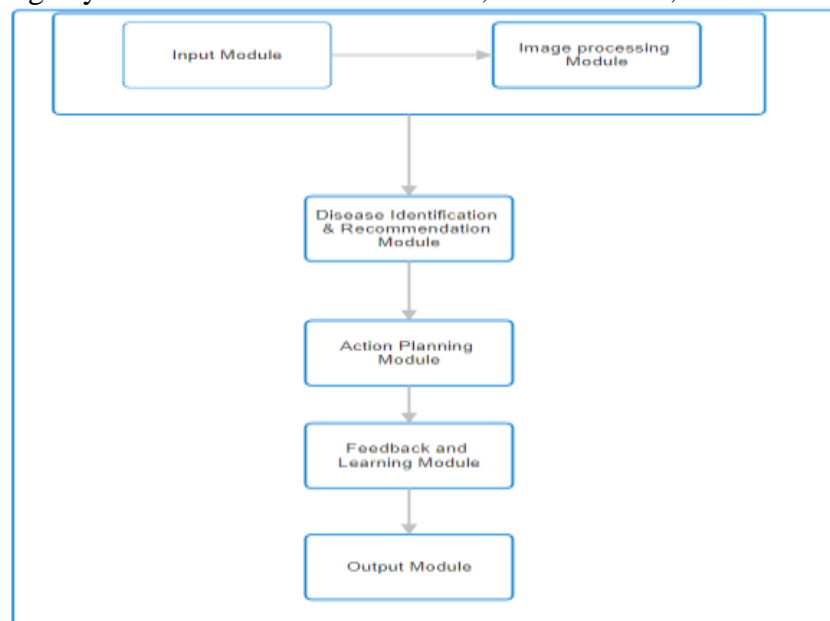 Input Module
Image processing
Module
Disease Identification
& Recommendation
Module
Action Planning
Module
Feedback and
Learning Module
Output Module